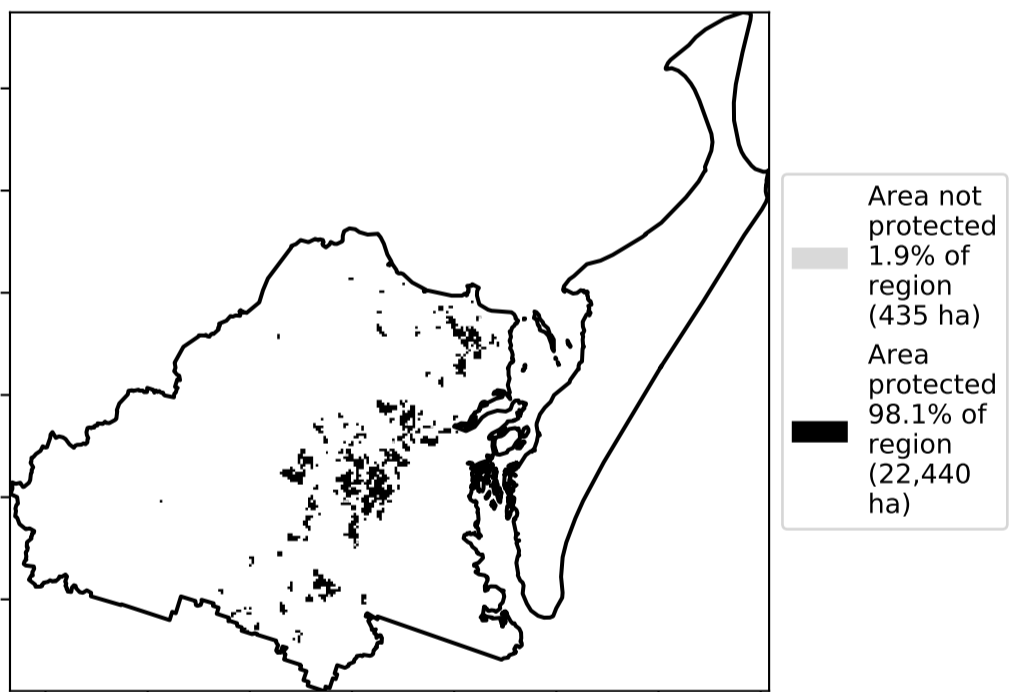 Area not
protected
1.9% of
region
(435 ha)
Area
protected
98.1% of
region
(22,440
ha)